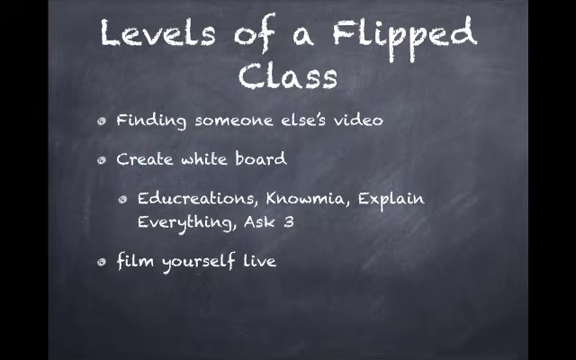 Levels of a Flipped
Class
Finding someone else's video
Create white board
Educreations, Knowmia, Explain
Everything, Ask 3
film yourself live